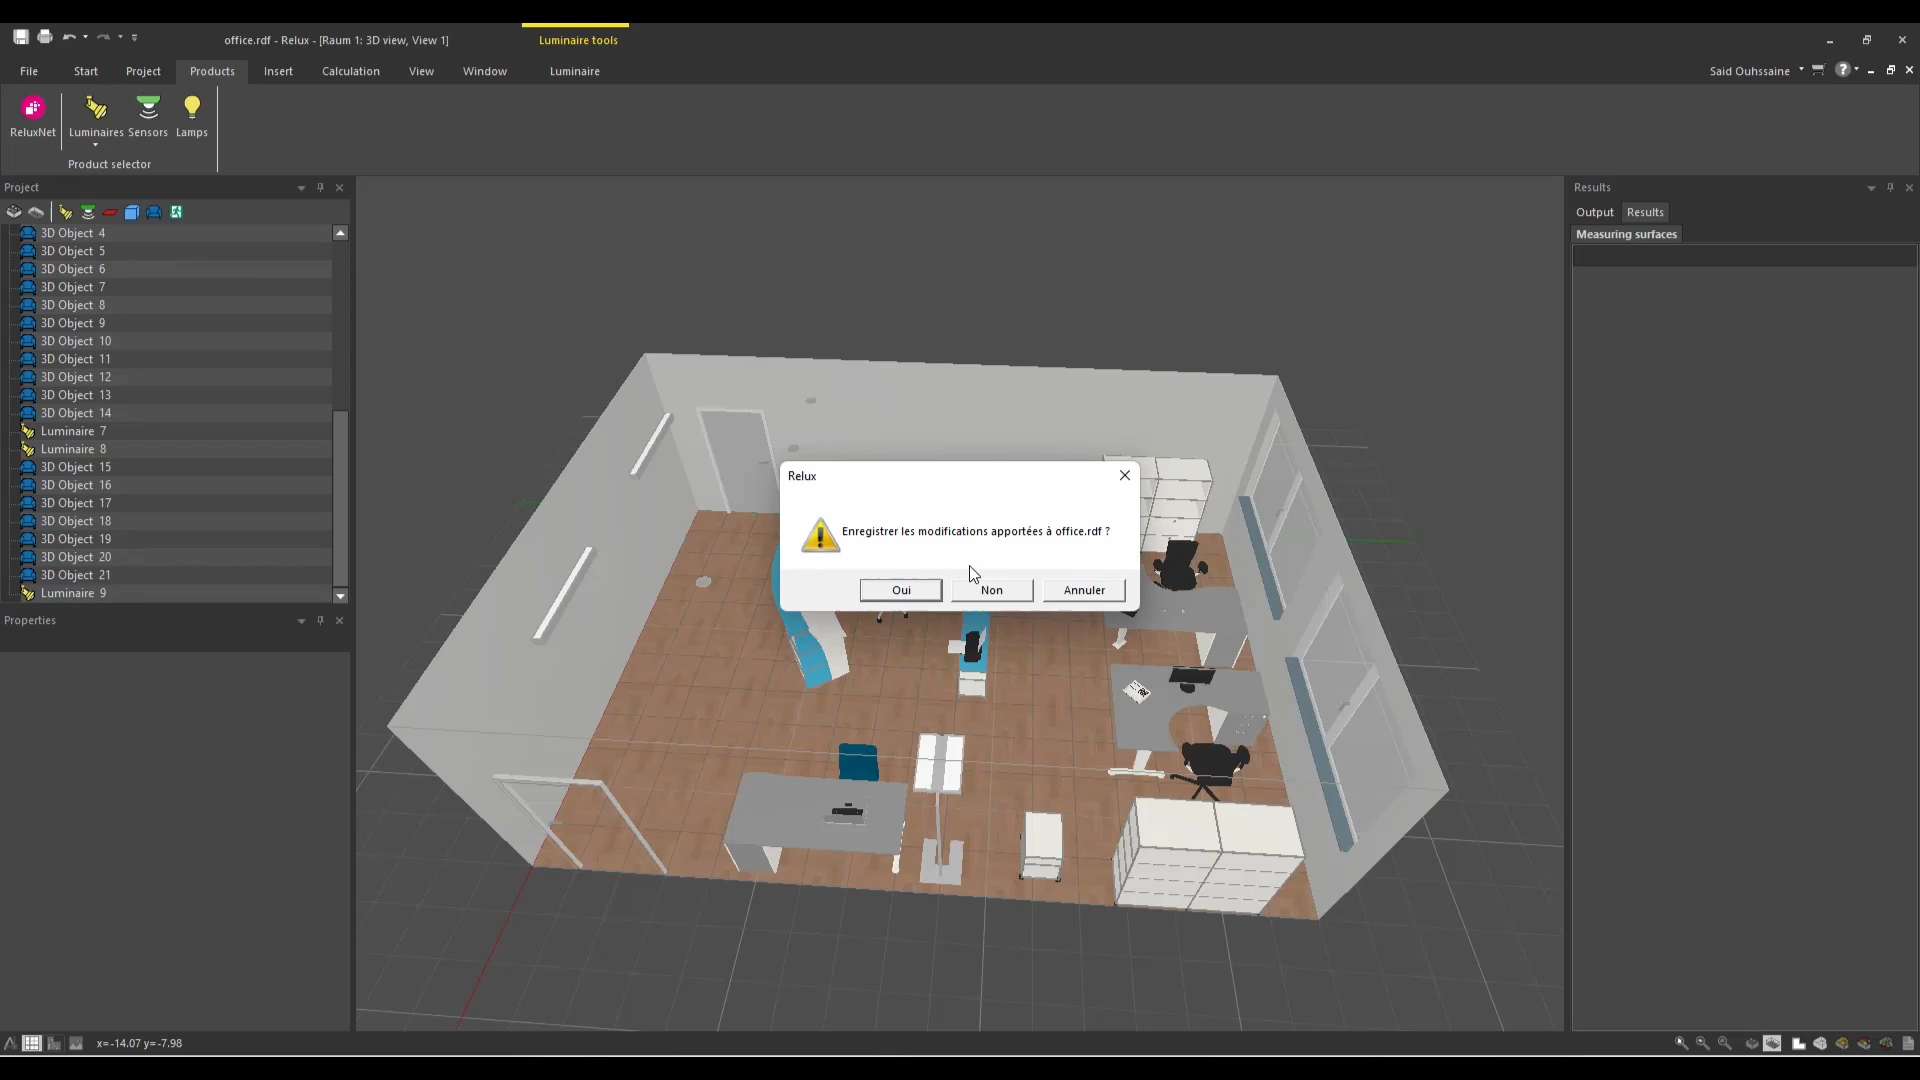 office.rdf - Relux - [Raum 1: 3D view, View 1]
Luminaire tools
File Start Project Products Insert Calculation View Window Luminaire
Said Ouhssaine
ReluxNet Luminaires Sensors Lamps
Product selector
Project
3D Object 4
3D Object 5
3D Object 6
3D Object 7
3D Object 8
3D Object 9
3D Object 10
3D Object 11
3D Object 12
3D Object 13
3D Object 14
Luminaire 7
Luminaire 8
3D Object 15
3D Object 16
3D Object 17
3D Object 18
3D Object 19
3D Object 20
3D Object 21
Luminaire 9
Properties
Relux
Enregistrer les modifications apportées à office.rdf ?
Oui Non Annuler
Results
Output Results
Measuring surfaces
x=-14.07 y=-7.98